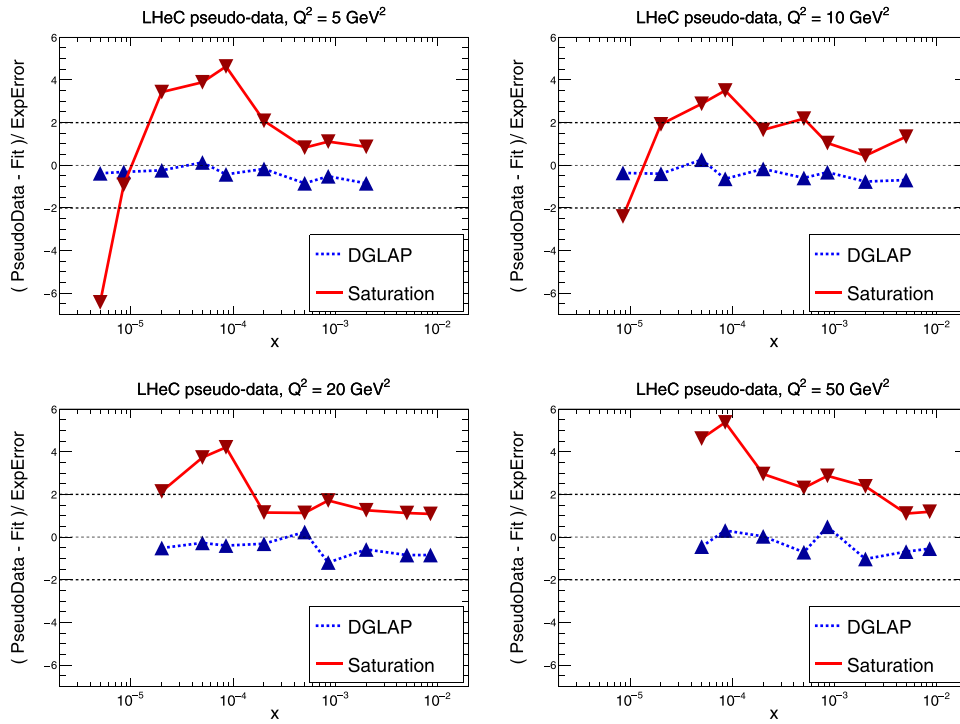 LHeC pseudo-data, Q² = 5 GeV²
( PseudoData - Fit )/ ExpError
6
4
2
0
−2
−4
−6
DGLAP
Saturation
10⁻⁵ 10⁻⁴ 10⁻³ 10⁻²
x
LHeC pseudo-data, Q² = 10 GeV²
( PseudoData - Fit )/ ExpError
6
4
2
0
−2
−4
−6
DGLAP
Saturation
10⁻⁵ 10⁻⁴ 10⁻³ 10⁻²
x
LHeC pseudo-data, Q² = 20 GeV²
( PseudoData - Fit )/ ExpError
6
4
2
0
−2
−4
−6
DGLAP
Saturation
10⁻⁵ 10⁻⁴ 10⁻³ 10⁻²
x
LHeC pseudo-data, Q² = 50 GeV²
( PseudoData - Fit )/ ExpError
6
4
2
0
−2
−4
−6
DGLAP
Saturation
10⁻⁵ 10⁻⁴ 10⁻³ 10⁻²
x